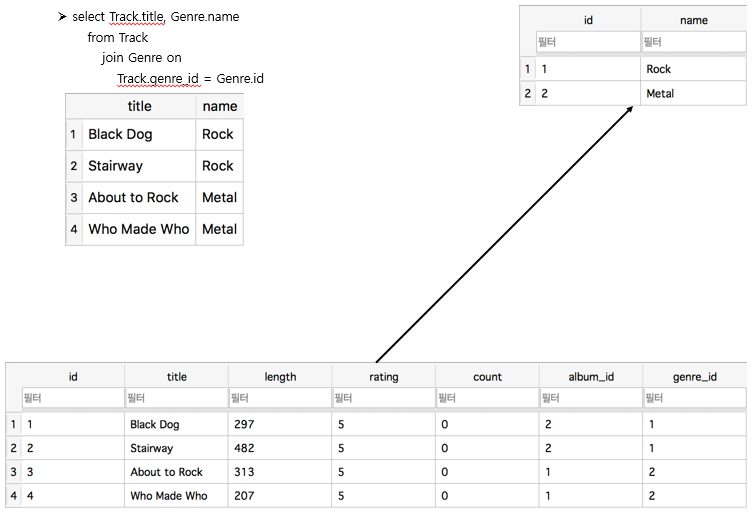 ➢ select Track.title, Genre.name
from Track
join Genre on
Track.genre_id = Genre.id
title name
1 Black Dog Rock
2 Stairway Rock
3 About to Rock Metal
4 Who Made Who Metal
id name
필터 필터
1 1 Rock
2 2 Metal
id title length rating count album_id genre_id
필터 필터 필터 필터 필터 필터 필터
1 1 Black Dog 297 5 0 2 1
2 2 Stairway 482 5 0 2 1
3 3 About to Rock 313 5 0 1 2
4 4 Who Made Who 207 5 0 1 2